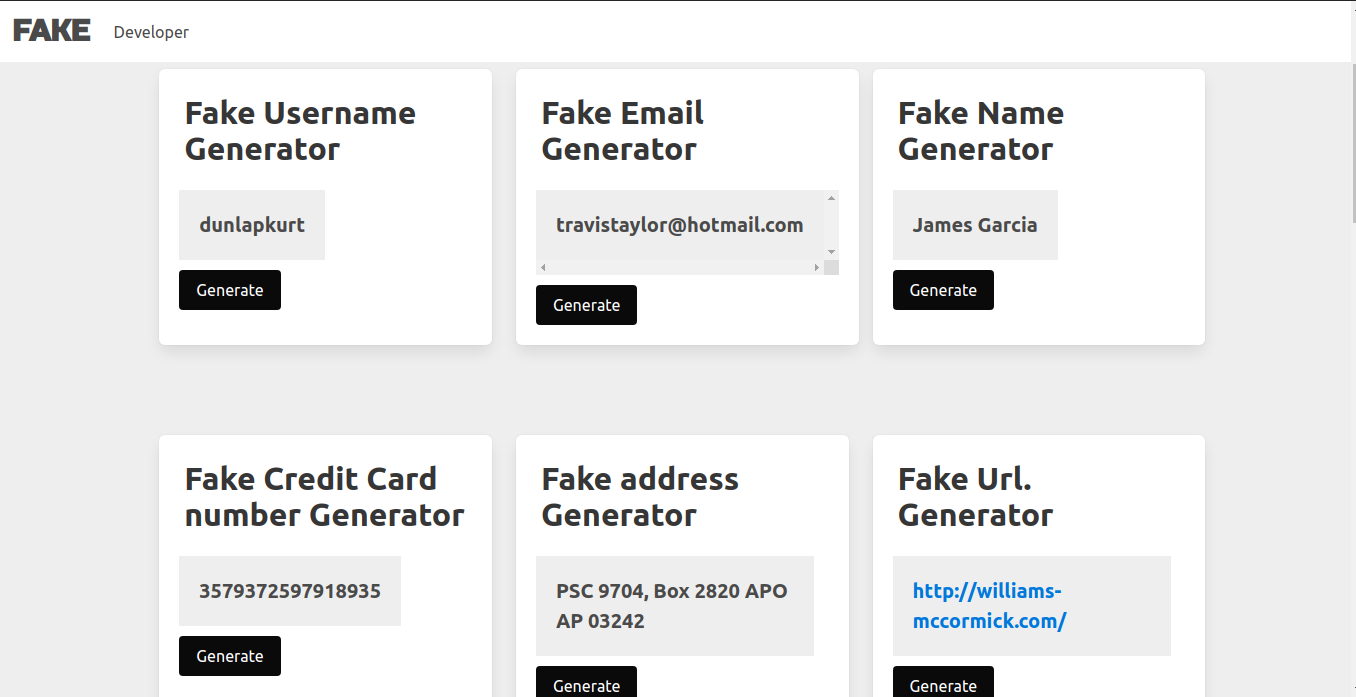 FAKE Developer
Fake Username
Generator
dunlapkurt
Generate
Fake Email
Generator
travistaylor@hotmail.com
Generate
Fake Name
Generator
James Garcia
Generate
Fake Credit Card
number Generator
3579372597918935
Generate
Fake address
Generator
PSC 9704, Box 2820 APO
AP 03242
Generate
Fake Url.
Generator
http://williams-
mccormick.com/
Generate